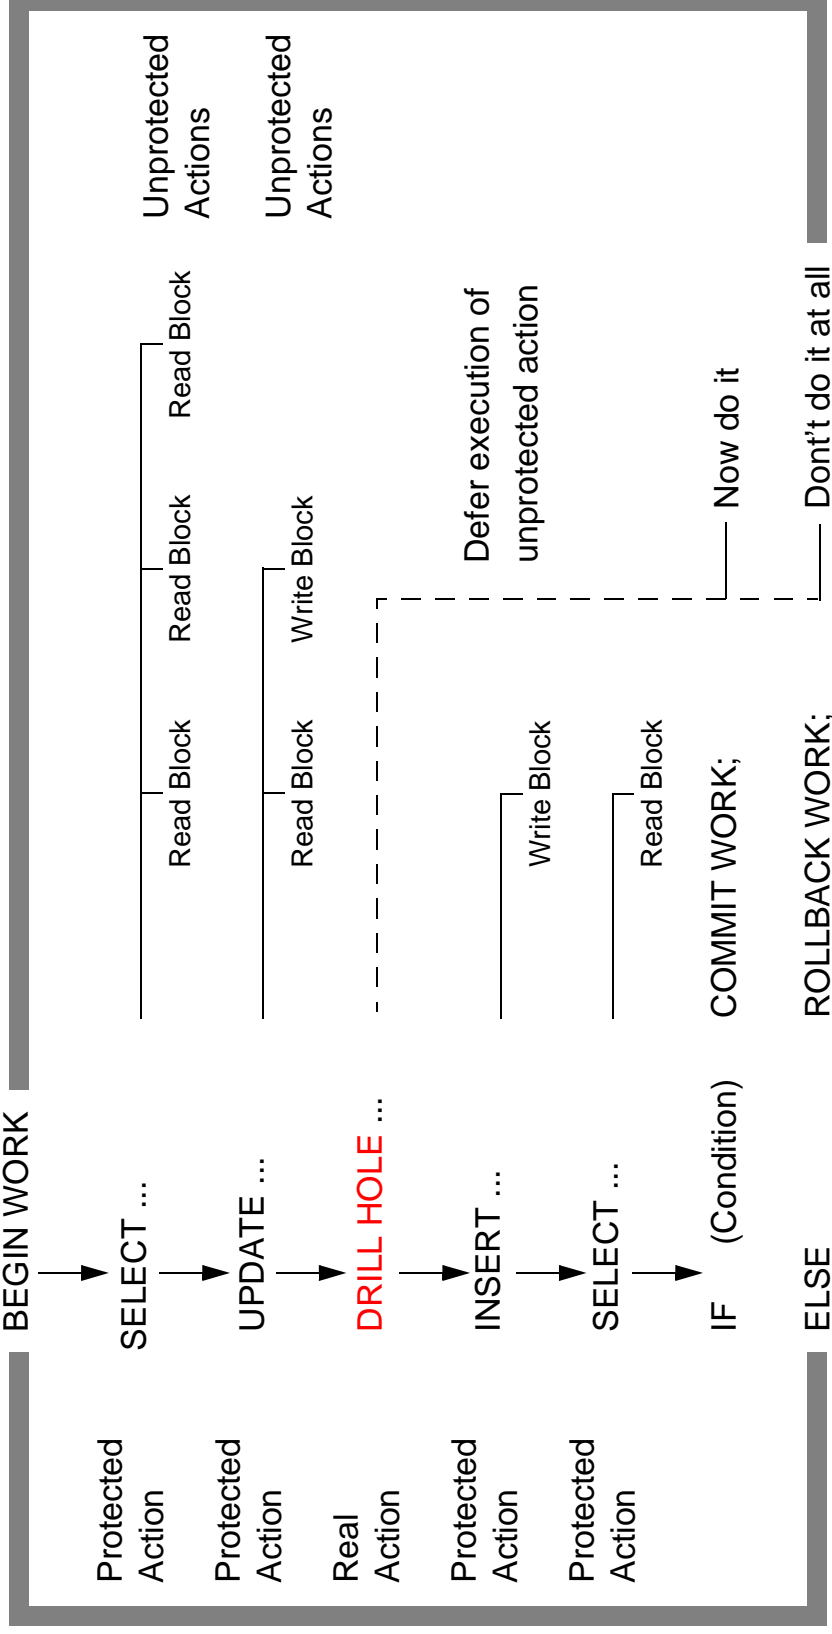 BEGIN WORK
Protected
Action
SELECT ...
Read Block
Read Block
Read Block
Unprotected
Actions
Protected
Action
UPDATE ...
Read Block
Write Block
Unprotected
Actions
Real
Action
DRILL HOLE ...
Defer execution of
unprotected action
Protected
Action
INSERT ...
Write Block
Protected
Action
SELECT ...
Read Block
IF (Condition) COMMIT WORK; Now do it
ELSE ROLLBACK WORK; Dont't do it at all